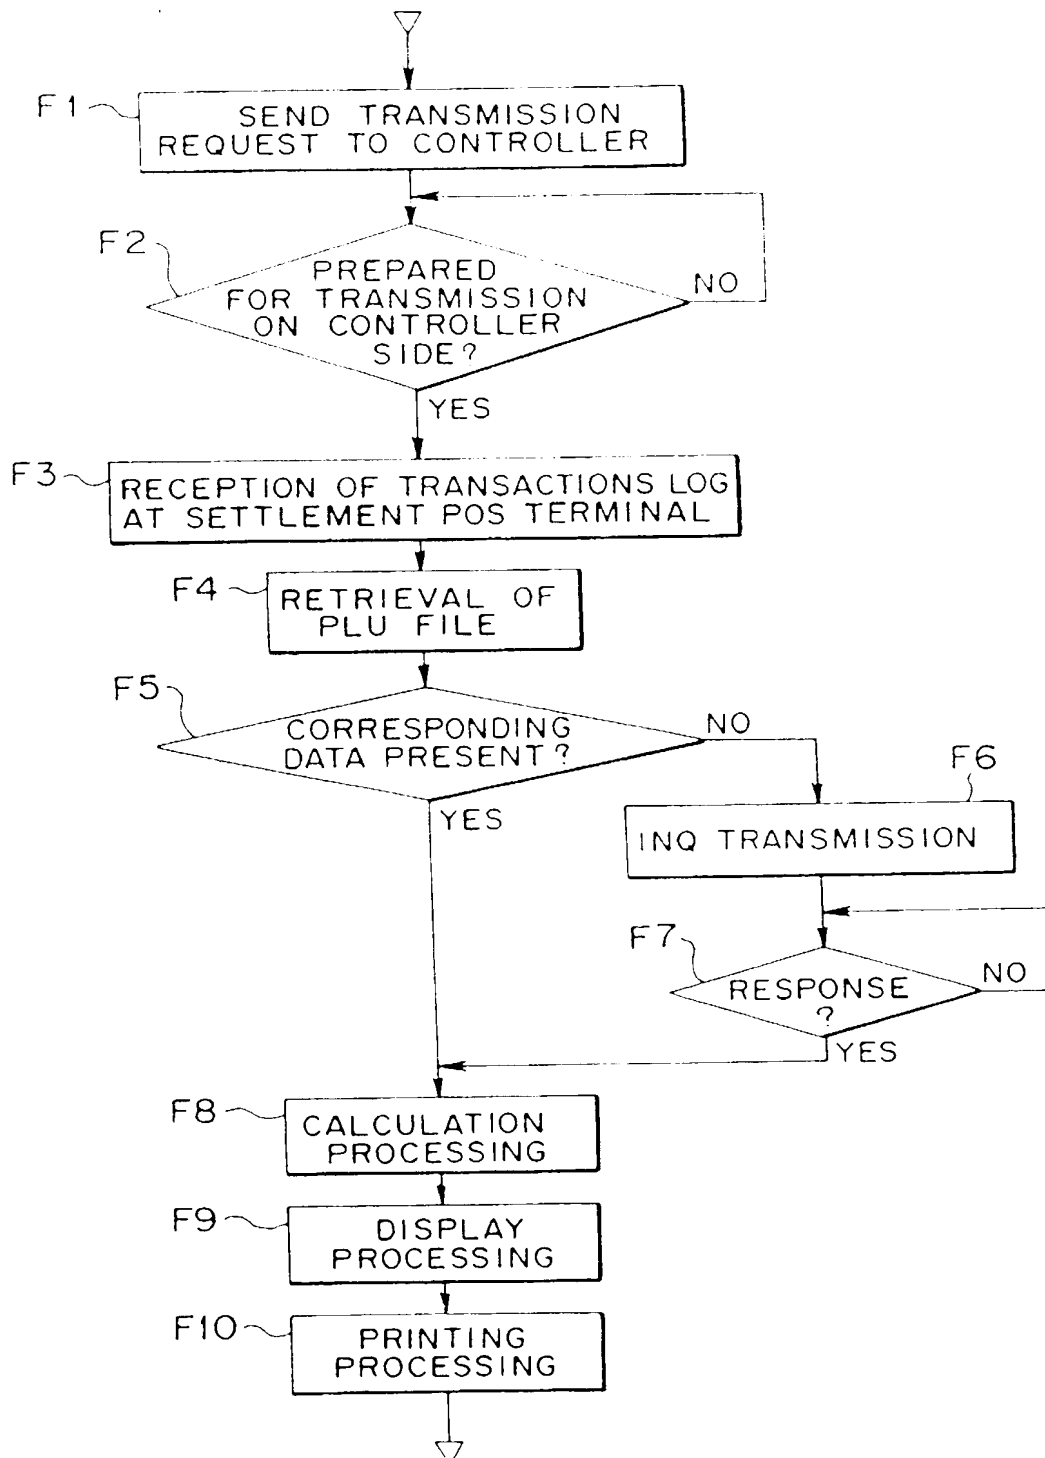 F1
SEND TRANSMISSION
REQUEST TO CONTROLLER
F2
PREPARED
FOR TRANSMISSION
ON CONTROLLER
SIDE?
NO
YES
F3
RECEPTION OF TRANSACTIONS LOG
AT SETTLEMENT POS TERMINAL
F4
RETRIEVAL OF
PLU FILE
F5
CORRESPONDING
DATA PRESENT?
NO
YES
F6
INQ TRANSMISSION
F7
RESPONSE
?
NO
YES
F8
CALCULATION
PROCESSING
F9
DISPLAY
PROCESSING
F10
PRINTING
PROCESSING